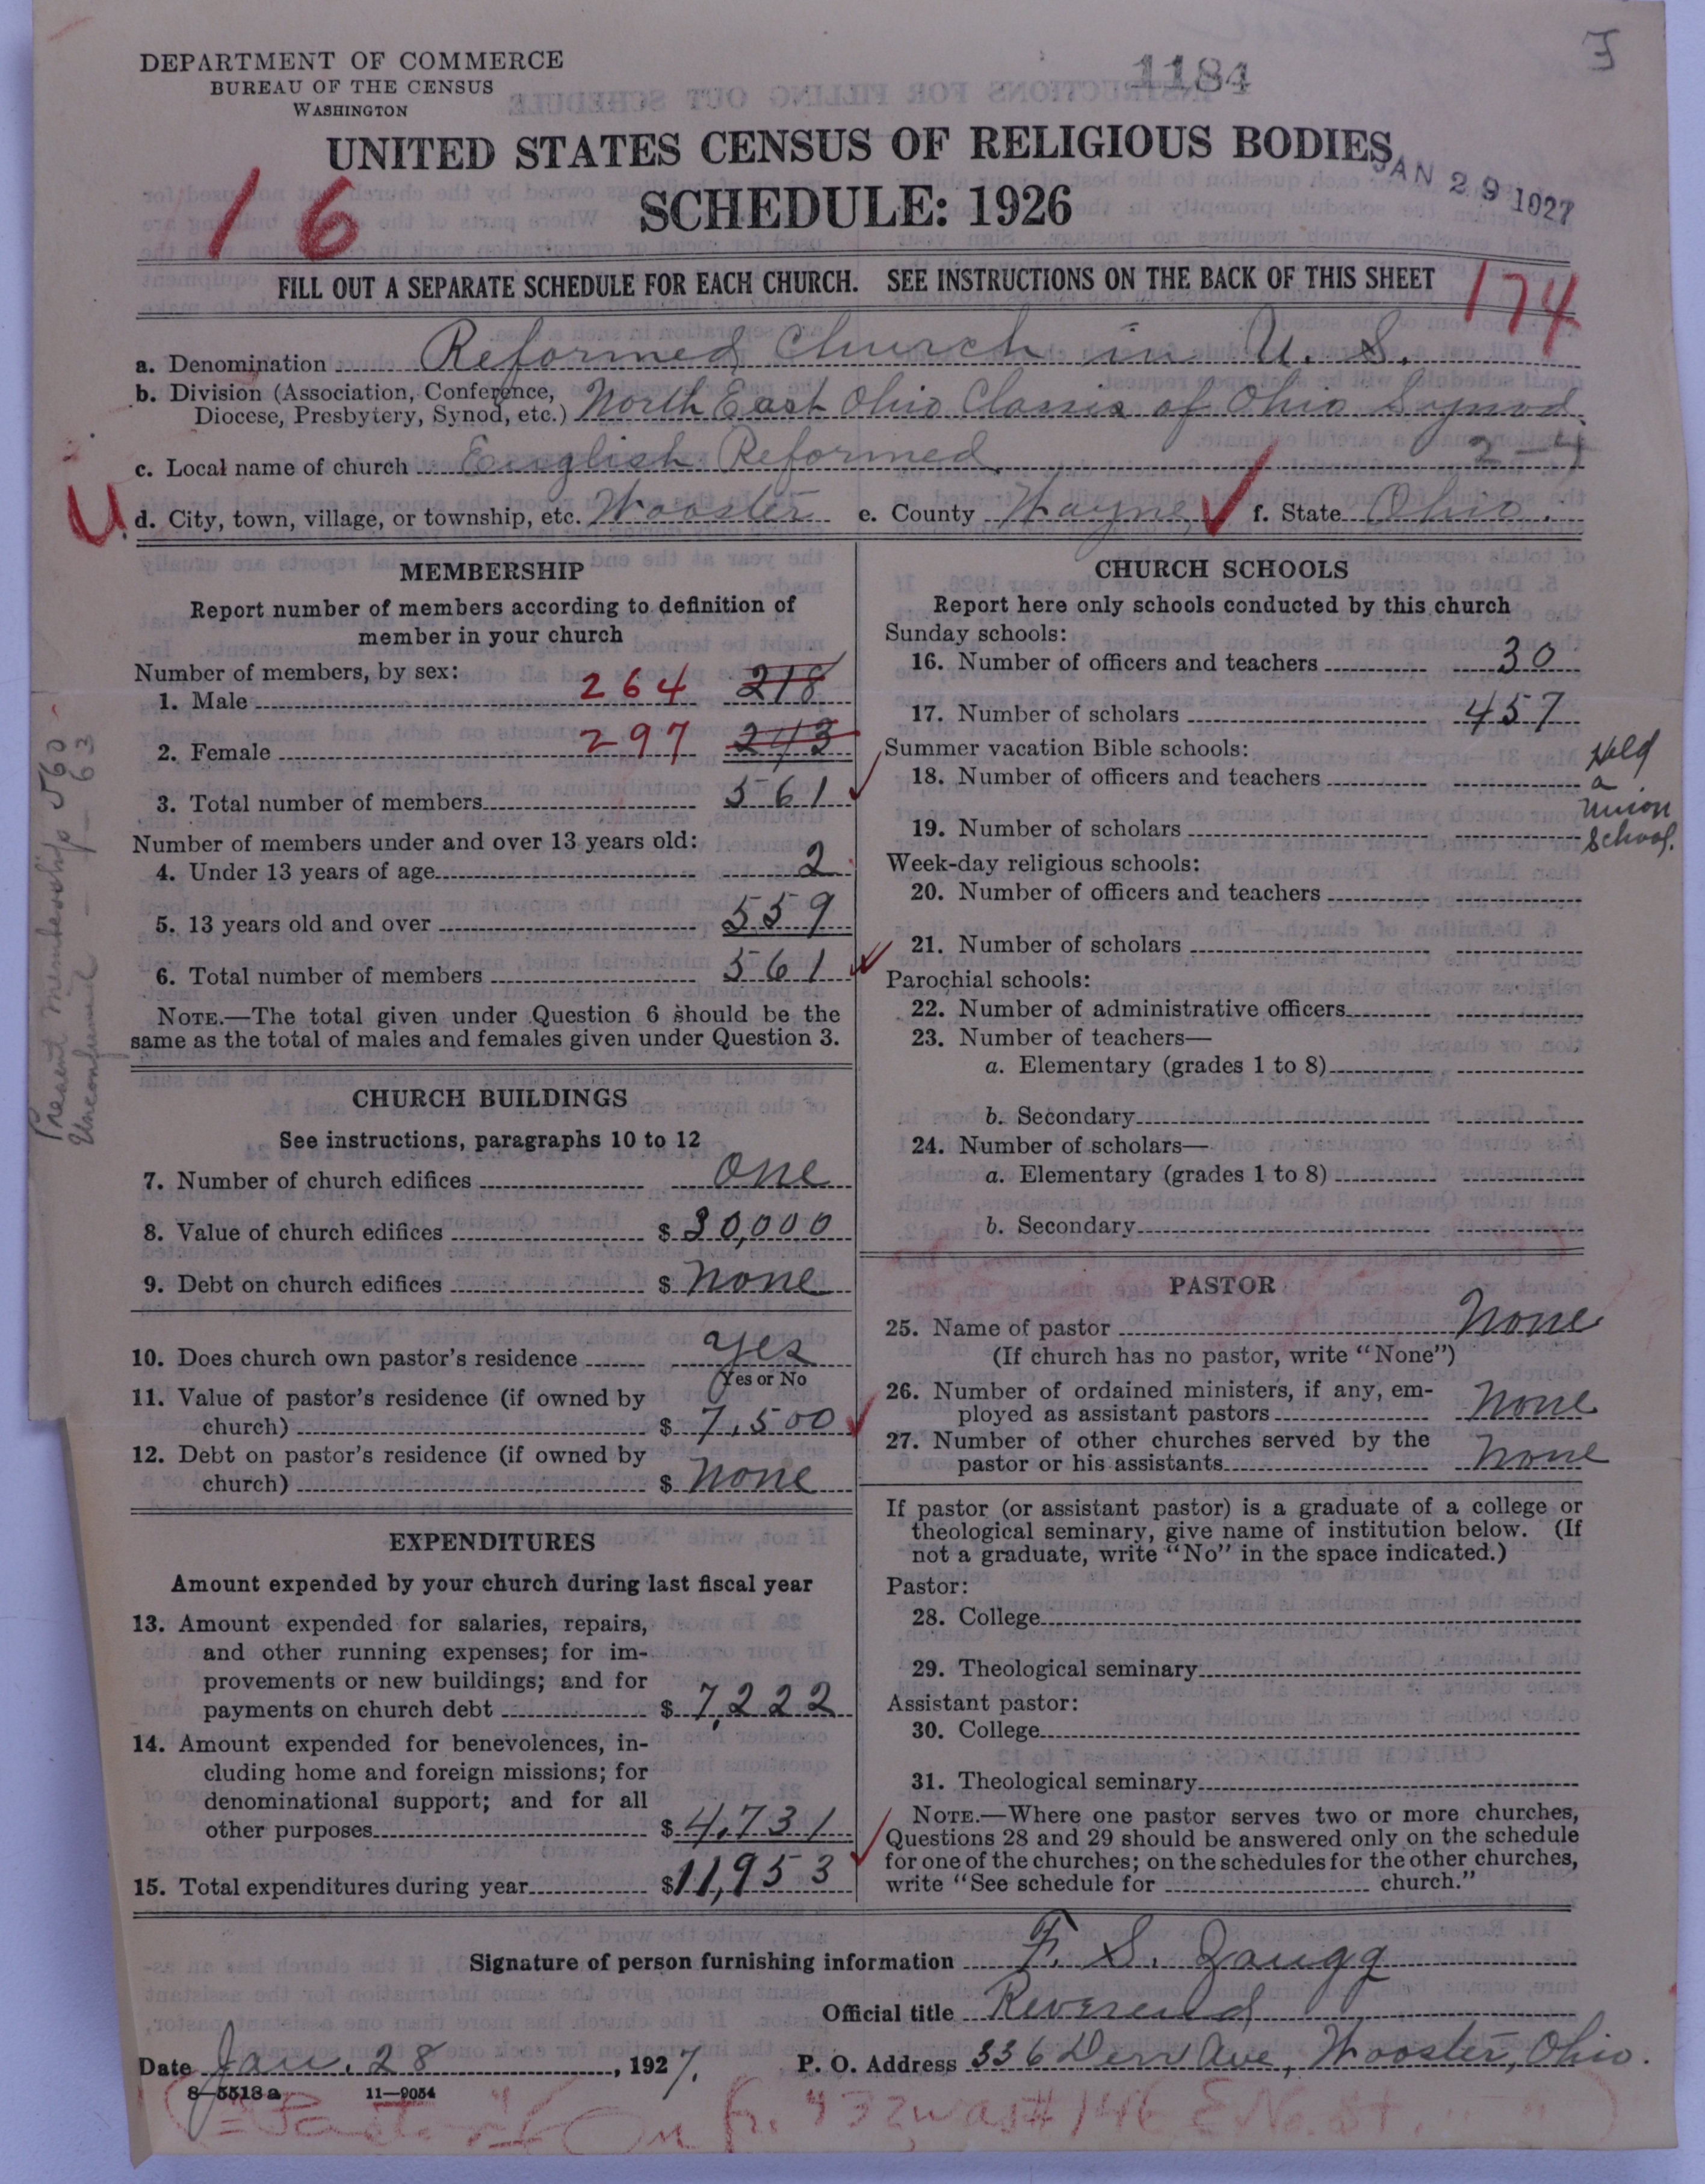 DEPARTMENT OF COMMERCE
BUREAU OF THE CENSUS
WASHINGTON
1184
UNITED STATES CENSUS OF RELIGIOUS BODIES
SCHEDULE: 1926
JAN 29 1927
16
FILL OUT A SEPARATE SCHEDULE FOR EACH CHURCH. SEE INSTRUCTIONS ON THE BACK OF THIS SHEET
174
a. Denomination Reformed Church in U. S.
b. Division (Association, Conference,
Diocese, Presbytery, Synod, etc.) North East Ohio Classis of Ohio Synod.
c. Local name of church English Reformed 2-4
U d. City, town, village, or township, etc. Wooster e. County Wayne f. State Ohio.
MEMBERSHIP
Report number of members according to definition of
member in your church
Number of members, by sex:
1. Male 264 218
2. Female 297 243
3. Total number of members 561
Number of members under and over 13 years old:
4. Under 13 years of age 2
5. 13 years old and over 559
6. Total number of members 561
NOTE.—The total given under Question 6 should be the
same as the total of males and females given under Question 3.
Present membership 560
Unconfirmed 63
CHURCH BUILDINGS
See instructions, paragraphs 10 to 12
7. Number of church edifices One
8. Value of church edifices $ 30,000
9. Debt on church edifices $ None
10. Does church own pastor's residence yes
Yes or No
11. Value of pastor's residence (if owned by
church) $ 7,500
12. Debt on pastor's residence (if owned by
church) $ None
EXPENDITURES
Amount expended by your church during last fiscal year
13. Amount expended for salaries, repairs,
and other running expenses; for im-
provements or new buildings; and for
payments on church debt $ 7,222
14. Amount expended for benevolences, in-
cluding home and foreign missions; for
denominational support; and for all
other purposes $ 4,731
15. Total expenditures during year $ 11,953
CHURCH SCHOOLS
Report here only schools conducted by this church
Sunday schools:
16. Number of officers and teachers 30
17. Number of scholars 457
Summer vacation Bible schools:
18. Number of officers and teachers
19. Number of scholars
Held
a
Union
School.
Week-day religious schools:
20. Number of officers and teachers
21. Number of scholars
Parochial schools:
22. Number of administrative officers
23. Number of teachers—
a. Elementary (grades 1 to 8)
b. Secondary
24. Number of scholars—
a. Elementary (grades 1 to 8)
b. Secondary
PASTOR
25. Name of pastor None
(If church has no pastor, write "None")
26. Number of ordained ministers, if any, em-
ployed as assistant pastors None
27. Number of other churches served by the
pastor or his assistants None
If pastor (or assistant pastor) is a graduate of a college or
theological seminary, give name of institution below. (If
not a graduate, write "No" in the space indicated.)
Pastor:
28. College
29. Theological seminary
Assistant pastor:
30. College
31. Theological seminary
NOTE.—Where one pastor serves two or more churches,
Questions 28 and 29 should be answered only on the schedule
for one of the churches; on the schedules for the other churches,
write "See schedule for church."
Signature of person furnishing information F. S. Zaugg
Official title Reverend
Date Jan. 28, 1927. P. O. Address 336 Derr Ave, Wooster, Ohio.
8—5518 a 11—9054